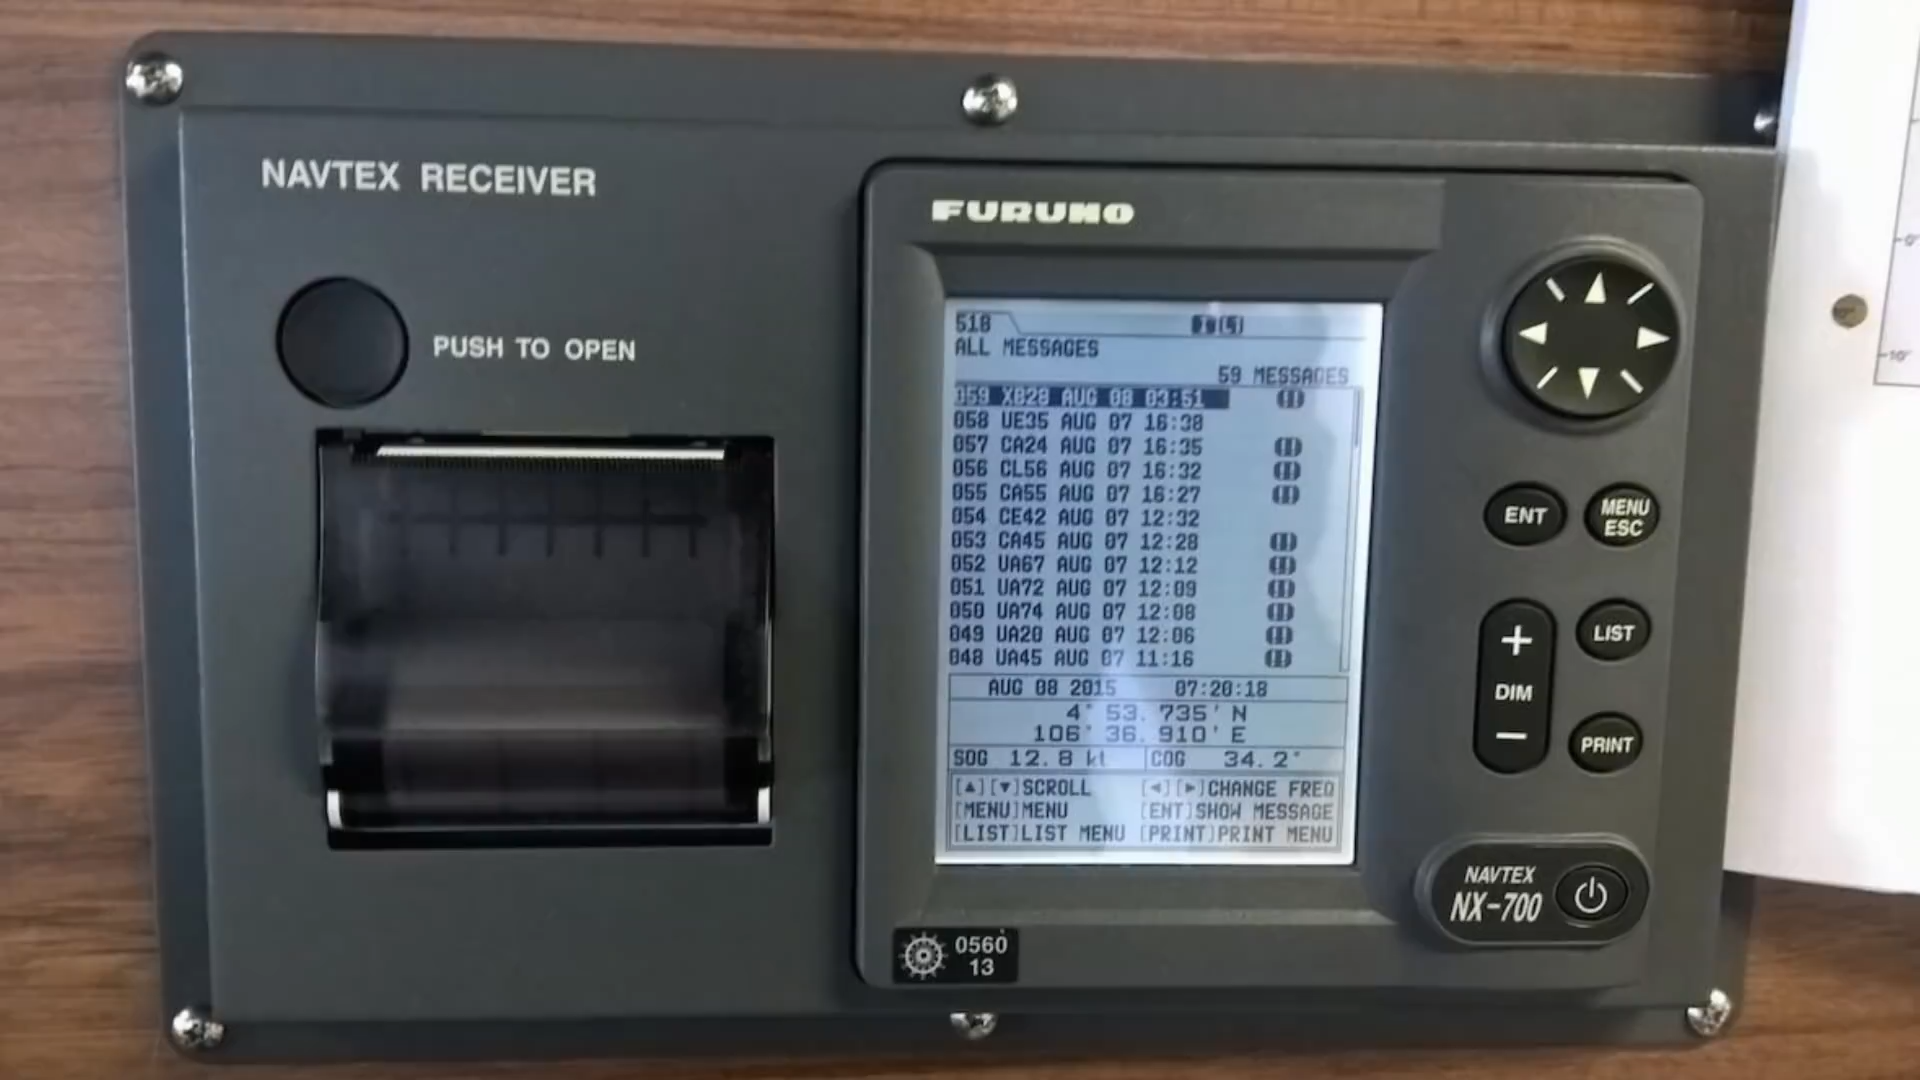 NAVTEX RECEIVER
PUSH TO OPEN
FURUNO
518
ALL MESSAGES
59 MESSAGES
059 XB28 AUG 08 03:51
058 UE35 AUG 07 16:38
057 CA24 AUG 07 16:35
056 CL56 AUG 07 16:32
055 CA55 AUG 07 16:27
054 CE42 AUG 07 12:32
053 CA45 AUG 07 12:28
052 UA67 AUG 07 12:12
051 UA72 AUG 07 12:09
050 UA74 AUG 07 12:08
049 UA20 AUG 07 12:06
048 UA45 AUG 07 11:16
AUG 08 2015 07:20:18
4° 53.735' N
106° 36.910' E
SOG 12.8 kt COG 34.2°
[▲][▼]SCROLL [◄][►]CHANGE FREQ
[MENU]MENU [ENT]SHOW MESSAGE
[LIST]LIST MENU [PRINT]PRINT MENU
ENT
MENU
ESC
+
DIM
−
LIST
PRINT
NAVTEX
NX-700
0560
13